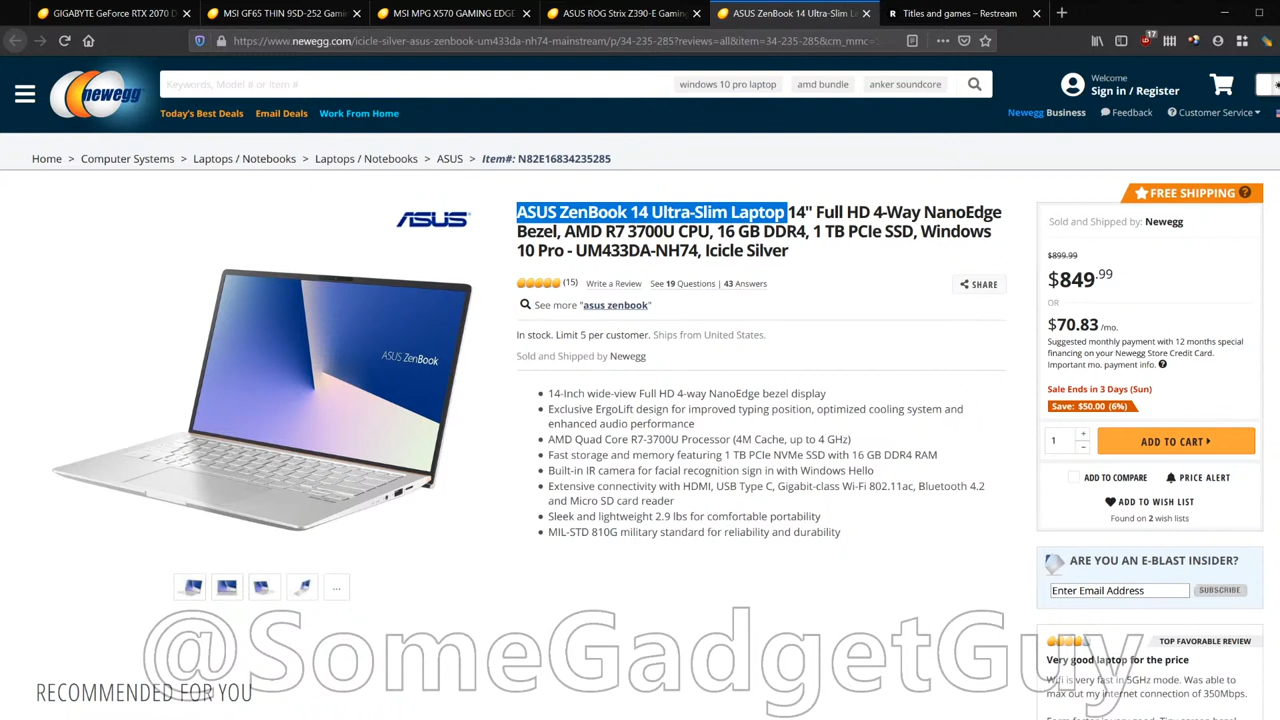 GIGABYTE GeForce RTX 2070 D
MSI GF65 THIN 9SD-252 Gaming
MSI MPG X570 GAMING EDGE
ASUS ROG Strix Z390-E Gaming
ASUS ZenBook 14 Ultra-Slim L
Titles and games – Restream
https://www.newegg.com/icicle-silver-asus-zenbook-um433da-nh74-mainstream/p/34-235-285?reviews=all&item=34-235-285&cm_mmc=
17
newegg
Keywords, Model # or Item #
windows 10 pro laptop
amd bundle
anker soundcore
Welcome
Sign in / Register
Today's Best Deals
Email Deals
Work From Home
Newegg Business
Feedback
Customer Service
Home > Computer Systems > Laptops / Notebooks > Laptops / Notebooks > ASUS > Item#: N82E16834235285
ASUS
ASUS ZenBook
ASUS ZenBook 14 Ultra-Slim Laptop 14" Full HD 4-Way NanoEdge
Bezel, AMD R7 3700U CPU, 16 GB DDR4, 1 TB PCIe SSD, Windows
10 Pro - UM433DA-NH74, Icicle Silver
(15) Write a Review See 19 Questions | 43 Answers
SHARE
See more "asus zenbook"
In stock. Limit 5 per customer. Ships from United States.
Sold and Shipped by Newegg
14-Inch wide-view Full HD 4-way NanoEdge bezel display
Exclusive ErgoLift design for improved typing position, optimized cooling system and
enhanced audio performance
AMD Quad Core R7-3700U Processor (4M Cache, up to 4 GHz)
Fast storage and memory featuring 1 TB PCIe NVMe SSD with 16 GB DDR4 RAM
Built-in IR camera for facial recognition sign in with Windows Hello
Extensive connectivity with HDMI, USB Type C, Gigabit-class Wi-Fi 802.11ac, Bluetooth 4.2
and Micro SD card reader
Sleek and lightweight 2.9 lbs for comfortable portability
MIL-STD 810G military standard for reliability and durability
FREE SHIPPING
Sold and Shipped by: Newegg
$899.99
$849.99
OR
$70.83 /mo.
Suggested monthly payment with 12 months special
financing on your Newegg Store Credit Card.
Important mo. payment info.
Sale Ends in 3 Days (Sun)
Save: $50.00 (6%)
1
ADD TO CART
ADD TO COMPARE
PRICE ALERT
ADD TO WISH LIST
Found on 2 wish lists
ARE YOU AN E-BLAST INSIDER?
Enter Email Address
SUBSCRIBE
TOP FAVORABLE REVIEW
Very good laptop for the price
Wifi is very fast in 5GHz mode. Was able to
max out my internet connection of 350Mbps.
@SomeGadgetGuy
RECOMMENDED FOR YOU